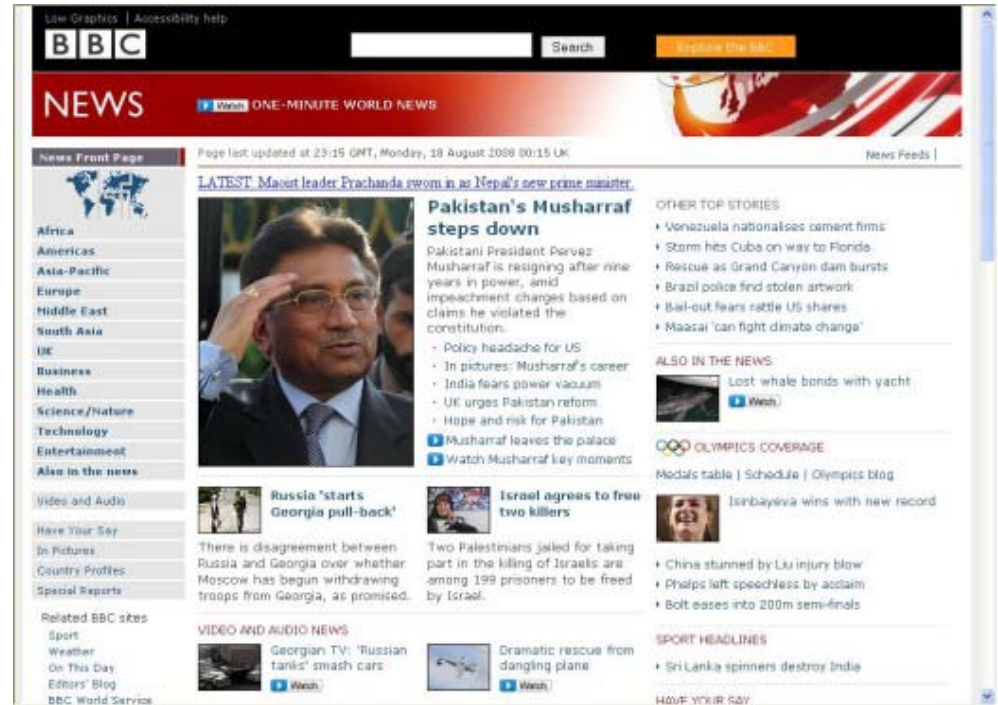 Low Graphics | Accessibility help
BBC
Search
Explore the BBC
NEWS
Watch ONE-MINUTE WORLD NEWS
News Front Page
Africa
Americas
Asia-Pacific
Europe
Middle East
South Asia
UK
Business
Health
Science/Nature
Technology
Entertainment
Also in the news
Video and Audio
Have Your Say
In Pictures
Country Profiles
Special Reports
Related BBC sites
Sport
Weather
On This Day
Editors' Blog
BBC World Service
Page last updated at 23:15 GMT, Monday, 18 August 2008 00:15 UK
News Feeds |
LATEST: Maoist leader Prachanda sworn in as Nepal's new prime minister.
Pakistan's Musharraf
steps down
Pakistani President Pervez
Musharraf is resigning after nine
years in power, amid
impeachment charges based on
claims he violated the
constitution.
Policy headache for US
In pictures: Musharraf's career
India fears power vacuum
UK urges Pakistan reform
Hope and risk for Pakistan
Musharraf leaves the palace
Watch Musharraf key moments
Russia 'starts
Georgia pull-back'
There is disagreement between
Russia and Georgia over whether
Moscow has begun withdrawing
troops from Georgia, as promised.
Israel agrees to free
two killers
Two Palestinians jailed for taking
part in the killing of Israelis are
among 199 prisoners to be freed
by Israel.
VIDEO AND AUDIO NEWS
Georgian TV: 'Russian
tanks' smash cars
Watch
Dramatic rescue from
dangling plane
Watch
OTHER TOP STORIES
Venezuela nationalises cement firms
Storm hits Cuba on way to Florida
Rescue as Grand Canyon dam bursts
Brazil police find stolen artwork
Bail-out fears rattle US shares
Maasai 'can fight climate change'
ALSO IN THE NEWS
Lost whale bonds with yacht
Watch
OLYMPICS COVERAGE
Medals table | Schedule | Olympics blog
Isinbayeva wins with new record
China stunned by Liu injury blow
Phelps left speechless by acclaim
Bolt eases into 200m semi-finals
SPORT HEADLINES
Sri Lanka spinners destroy India
HAVE YOUR SAY